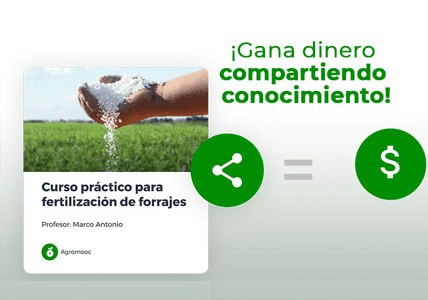 ¡Gana dinero
compartiendo
conocimiento!
Curso práctico para
fertilización de forrajes
Profesor: Marco Antonio
Agromooc
=
$